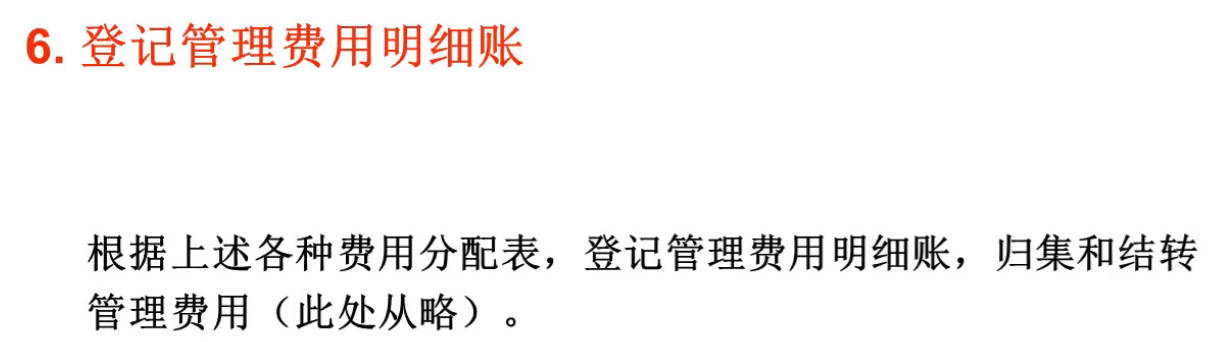 6. 登记管理费用明细账
根据上述各种费用分配表，登记管理费用明细账，归集和结转
管理费用（此处从略）。